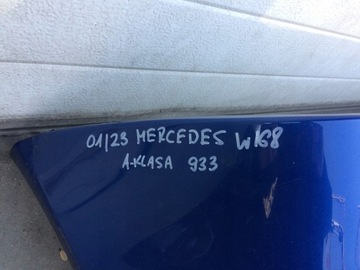 01/23 MERCEDES W168
A-KLASA 933